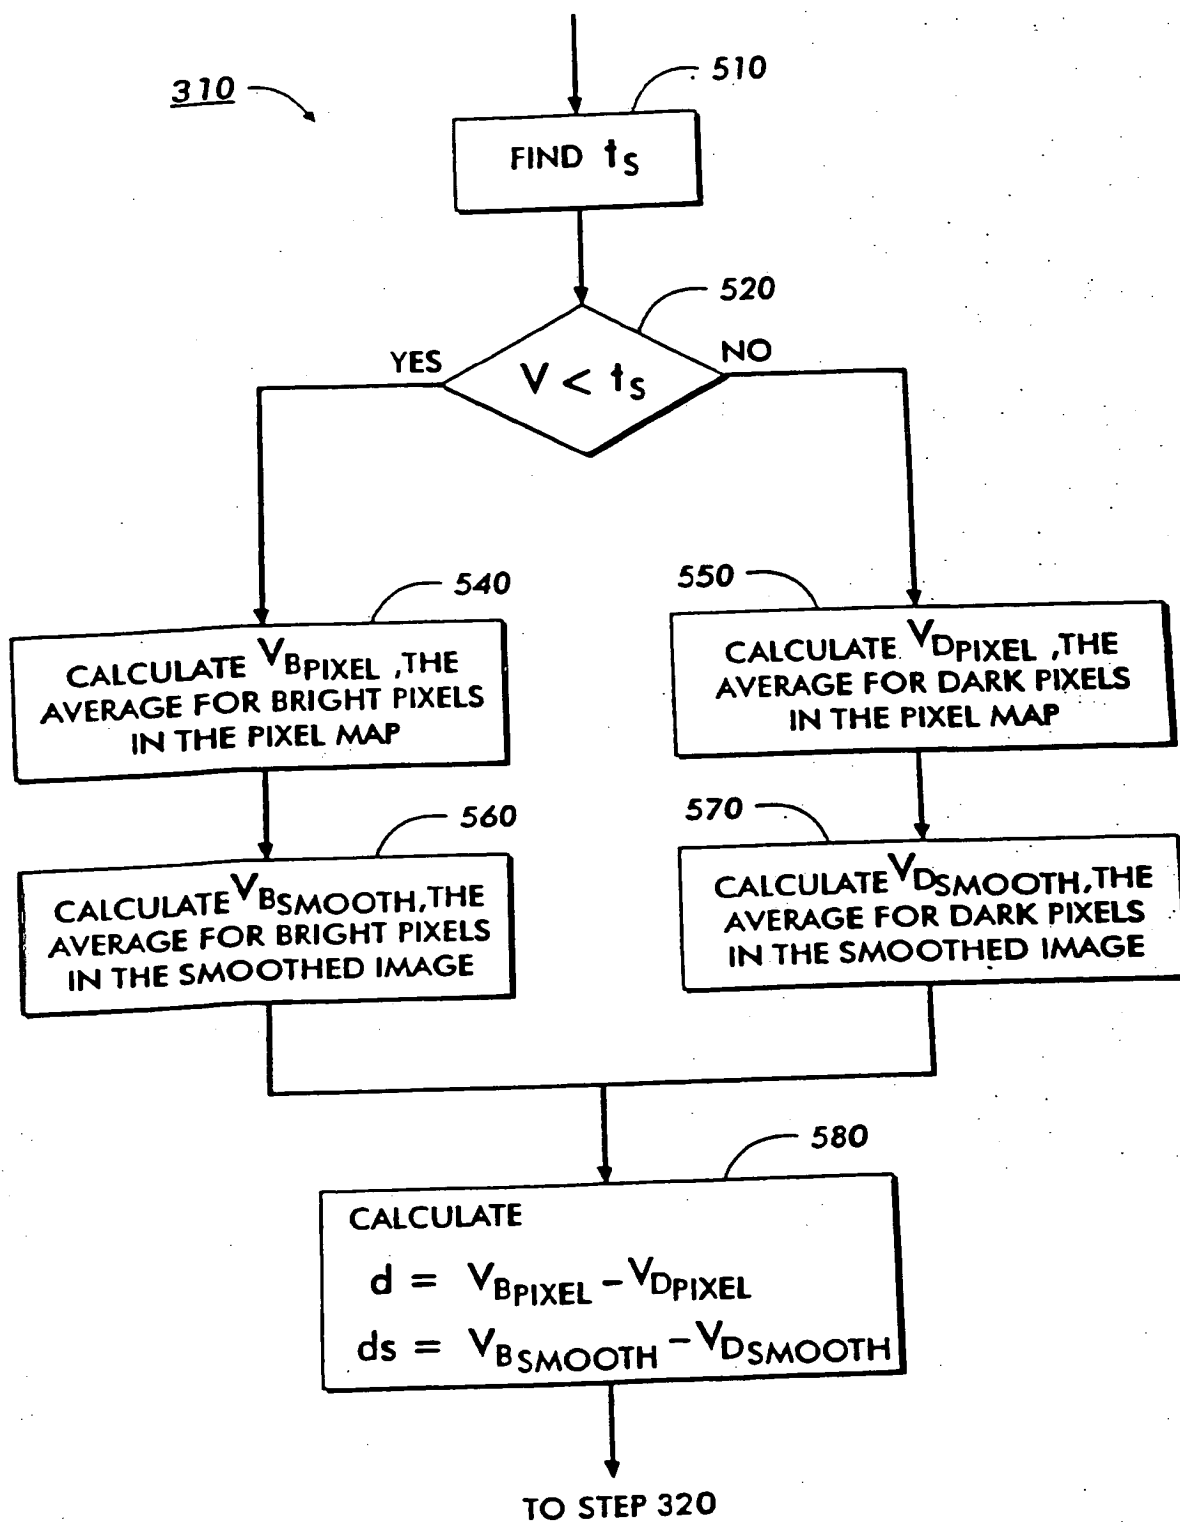 310
510
FIND tS
520
YES
V < tS
NO
540
CALCULATE VBPIXEL ,THE
AVERAGE FOR BRIGHT PIXELS
IN THE PIXEL MAP
550
CALCULATE VDPIXEL ,THE
AVERAGE FOR DARK PIXELS
IN THE PIXEL MAP
560
CALCULATE VBSMOOTH,THE
AVERAGE FOR BRIGHT PIXELS
IN THE SMOOTHED IMAGE
570
CALCULATE VDSMOOTH,THE
AVERAGE FOR DARK PIXELS
IN THE SMOOTHED IMAGE
580
CALCULATE
d = VBPIXEL - VDPIXEL
ds = VBSMOOTH - VDSMOOTH
TO STEP 320